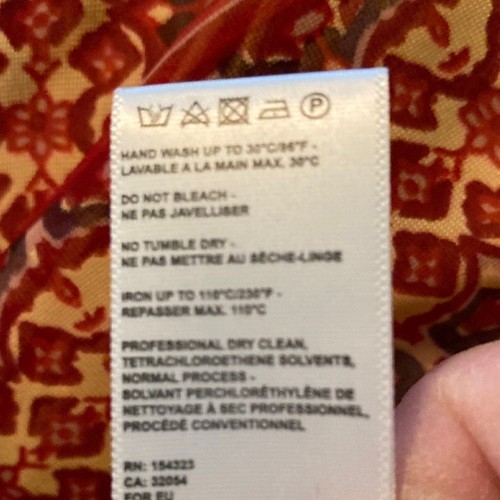 P
HAND WASH UP TO 30°C/86°F -
LAVABLE A LA MAIN MAX. 30°C
DO NOT BLEACH -
NE PAS JAVELLISER
NO TUMBLE DRY -
NE PAS METTRE AU SÈCHE-LINGE
IRON UP TO 110°C/230°F -
REPASSER MAX. 110°C
PROFESSIONAL DRY CLEAN,
TETRACHLOROETHENE SOLVENTS,
NORMAL PROCESS -
SOLVANT PERCHLORÉTHYLÈNE DE
NETTOYAGE À SEC PROFESSIONNEL,
PROCÉDÉ CONVENTIONNEL
RN: 154323
CA: 32054
FOR EU